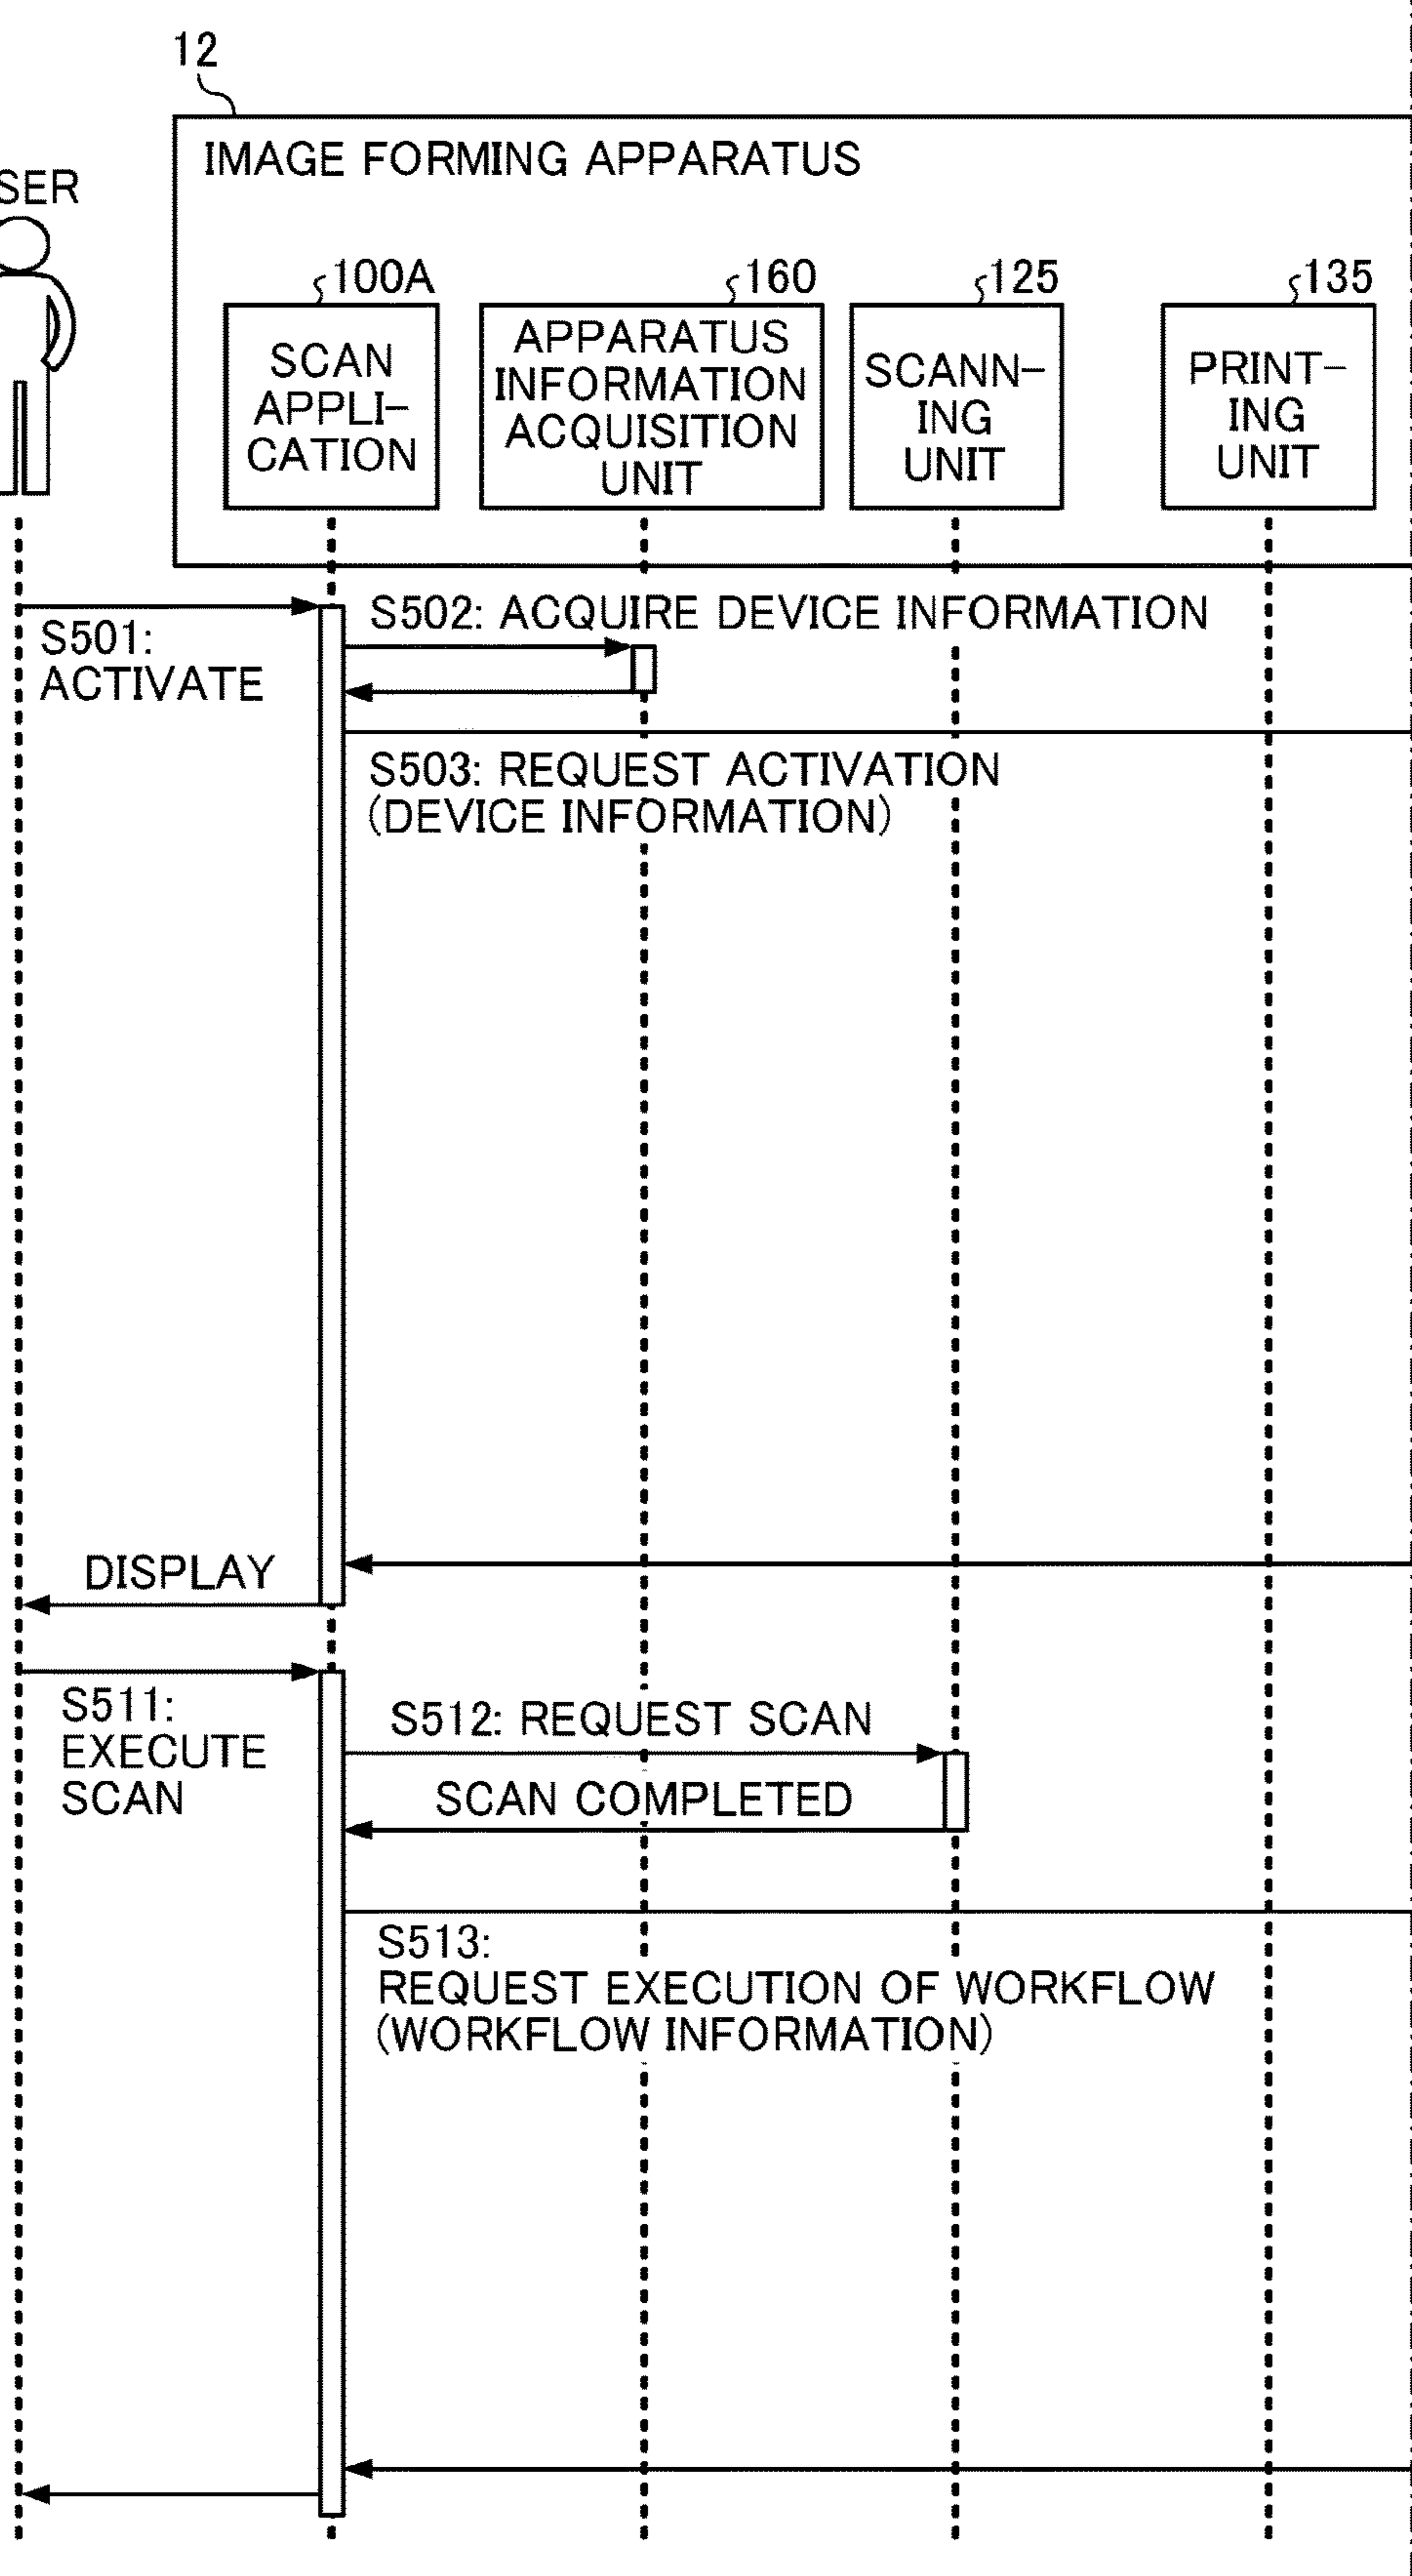 12
IMAGE FORMING APPARATUS
SER
100A
160
125
135
SCAN
APPLI-
CATION
APPARATUS
INFORMATION
ACQUISITION
UNIT
SCANN-
ING
UNIT
PRINT-
ING
UNIT
S501:
ACTIVATE
S502: ACQUIRE DEVICE INFORMATION
S503: REQUEST ACTIVATION
(DEVICE INFORMATION)
DISPLAY
S511:
EXECUTE
SCAN
S512: REQUEST SCAN
SCAN COMPLETED
S513:
REQUEST EXECUTION OF WORKFLOW
(WORKFLOW INFORMATION)